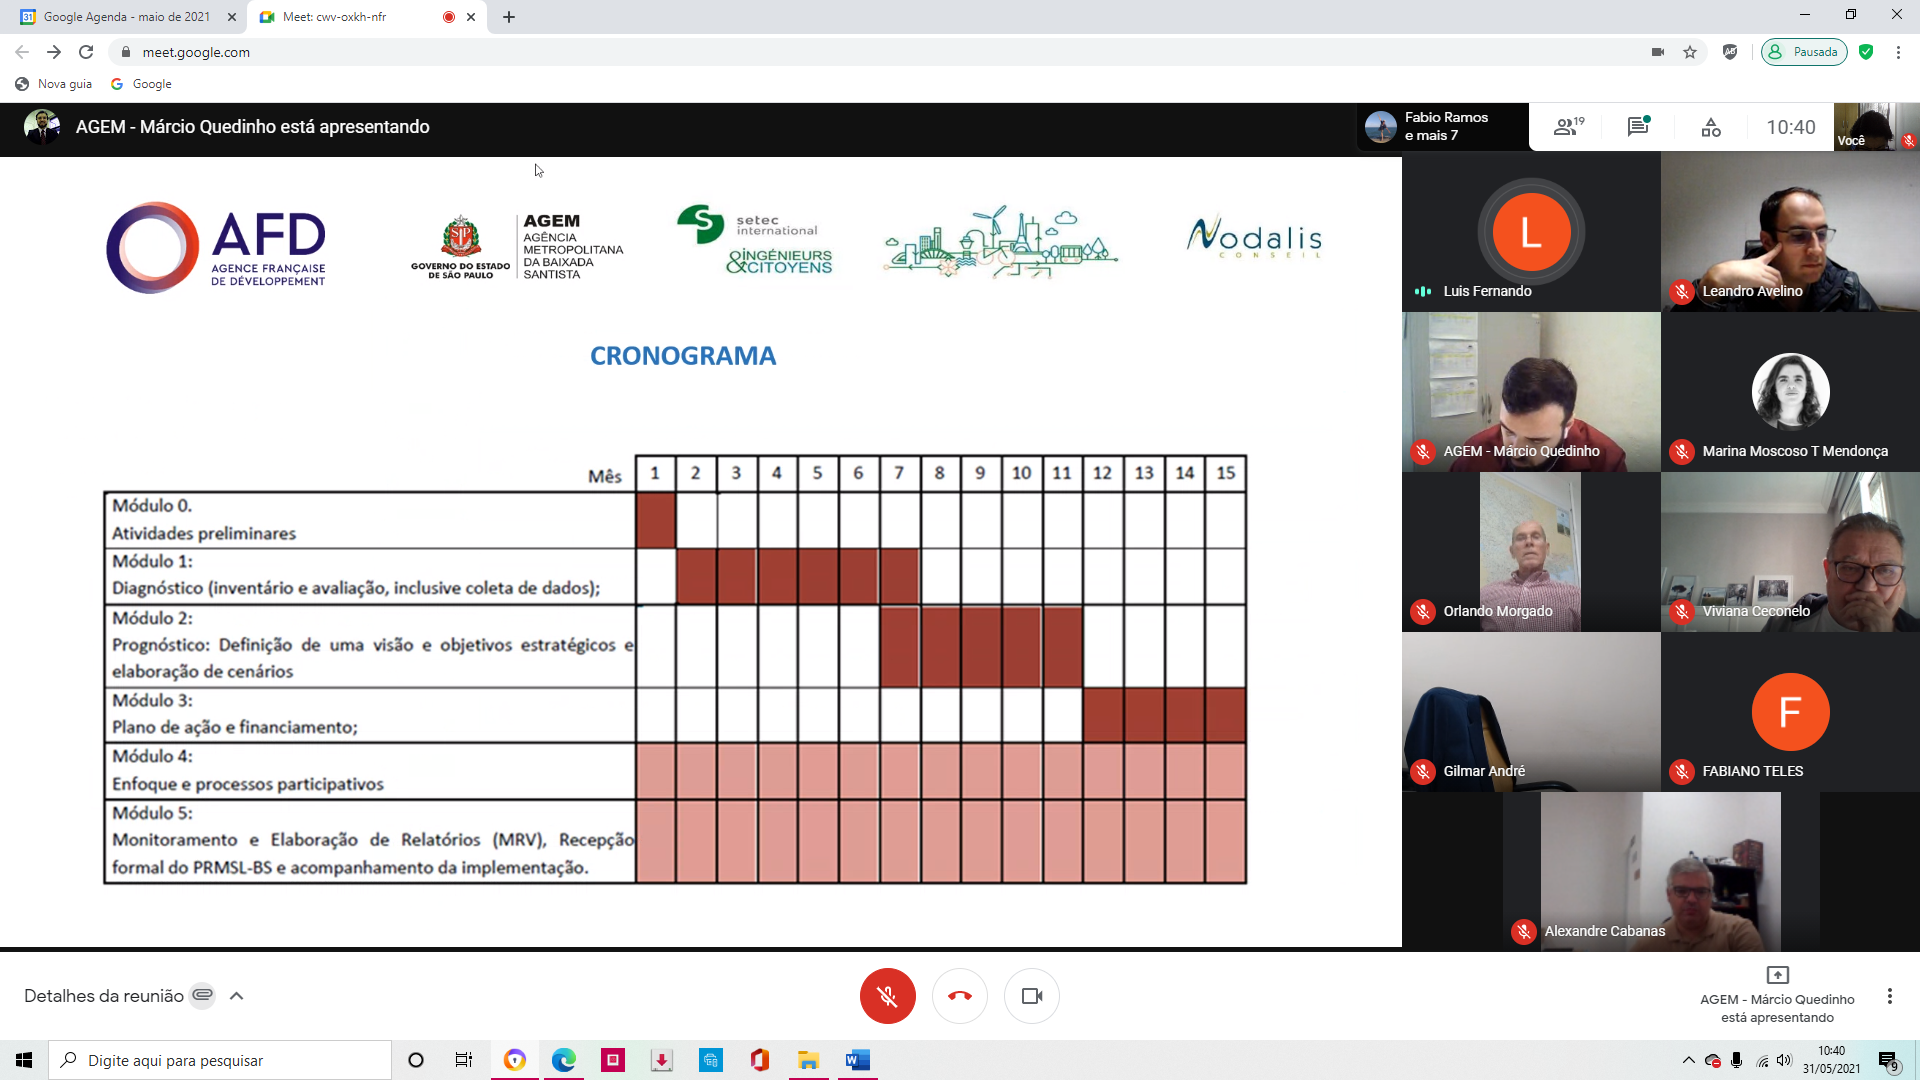 Google Agenda - maio de 2021
Meet: cwv-oxkh-nfr
meet.google.com
Pausada
Nova guia
Google
AGEM - Márcio Quedinho está apresentando
Fabio Ramos
e mais 7
19
10:40
Você
AFD
AGENCE FRANÇAISE
DE DÉVELOPPEMENT
GOVERNO DO ESTADO
DE SÃO PAULO
AGEM
AGÊNCIA
METROPOLITANA
DA BAIXADA
SANTISTA
setec
international
INGÉNIEURS
&CITOYENS
Nodalis
CONSEIL
CRONOGRAMA
Mês 1 2 3 4 5 6 7 8 9 10 11 12 13 14 15
Módulo 0.
Atividades preliminares
Módulo 1:
Diagnóstico (inventário e avaliação, inclusive coleta de dados);
Módulo 2:
Prognóstico: Definição de uma visão e objetivos estratégicos e
elaboração de cenários
Módulo 3:
Plano de ação e financiamento;
Módulo 4:
Enfoque e processos participativos
Módulo 5:
Monitoramento e Elaboração de Relatórios (MRV), Recepção
formal do PRMSL-BS e acompanhamento da implementação.
L
Luis Fernando
Leandro Avelino
AGEM - Márcio Quedinho
Marina Moscoso T Mendonça
Orlando Morgado
Viviana Ceconelo
Gilmar André
F
FABIANO TELES
Alexandre Cabanas
Detalhes da reunião
AGEM - Márcio Quedinho
está apresentando
Digite aqui para pesquisar
10:40
31/05/2021
9